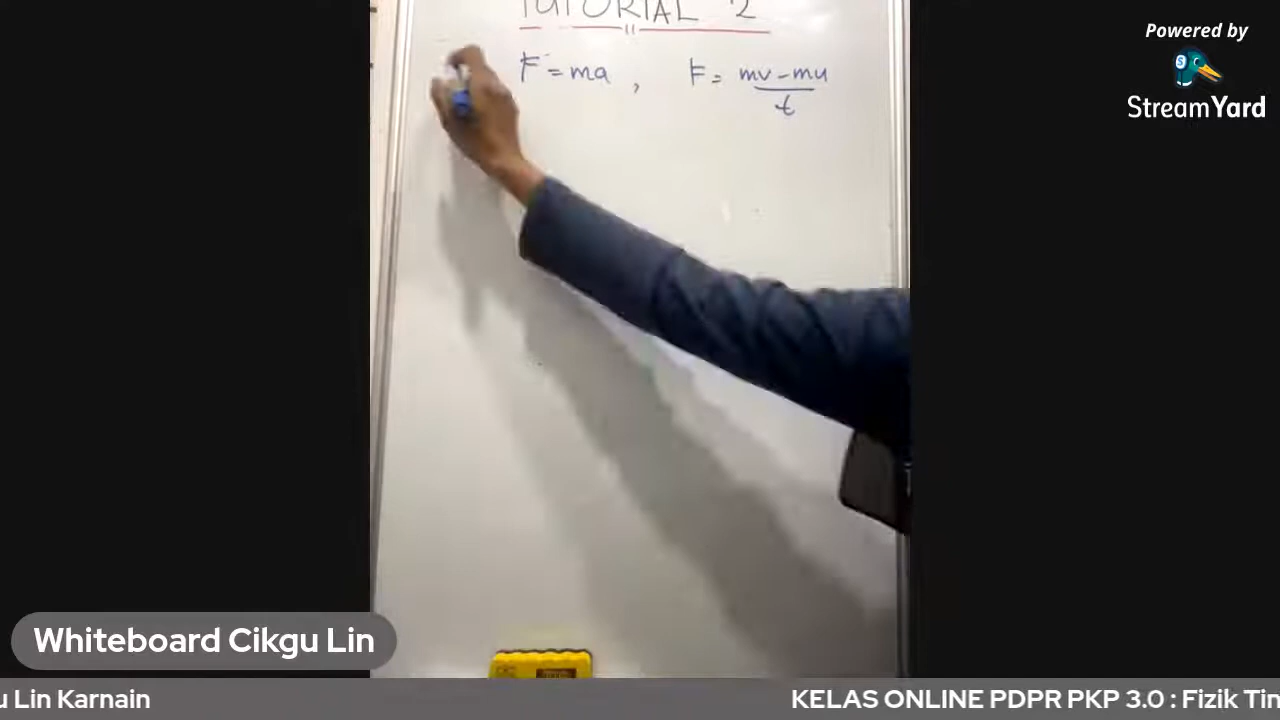 TUTORIAL 2
F = ma , F = mv - mu / t
Powered by
StreamYard
Whiteboard Cikgu Lin
u Lin Karnain
KELAS ONLINE PDPR PKP 3.0 : Fizik Tin